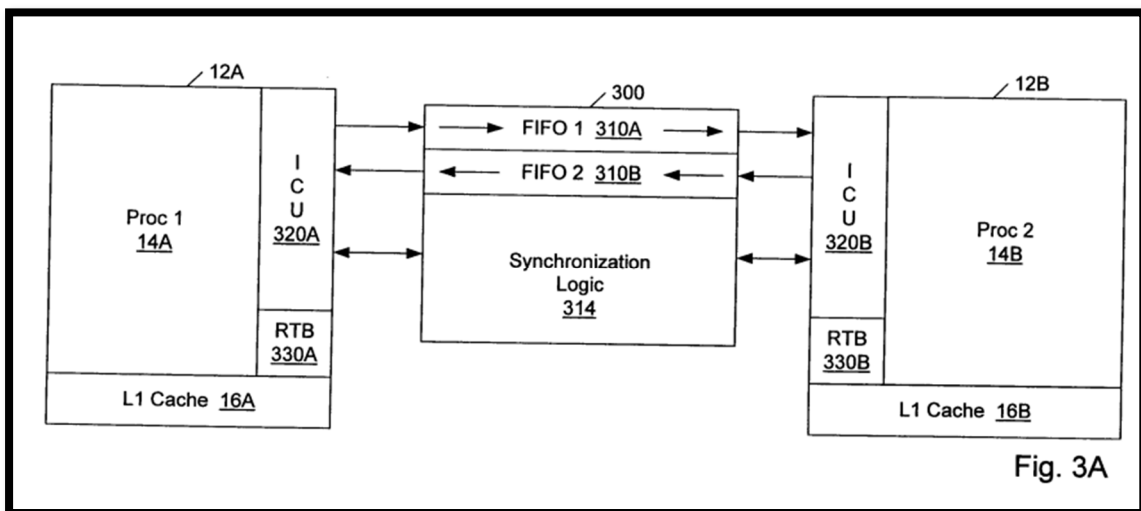 12A
Proc 1
14A
I
C
U
320A
RTB
330A
L1 Cache 16A
300
FIFO 1 310A
FIFO 2 310B
Synchronization
Logic
314
12B
I
C
U
320B
RTB
330B
Proc 2
14B
L1 Cache 16B
Fig. 3A